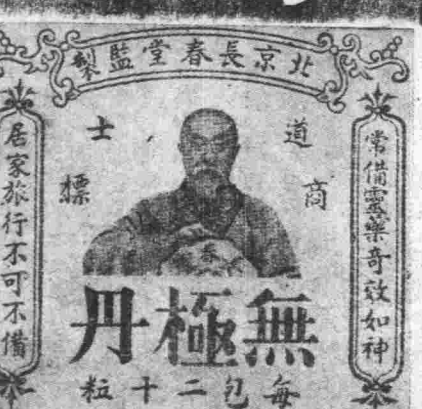 北京長春堂監製
常備靈藥奇效如神
道士
商標
居家旅行不可不備
無極丹
每包二十粒